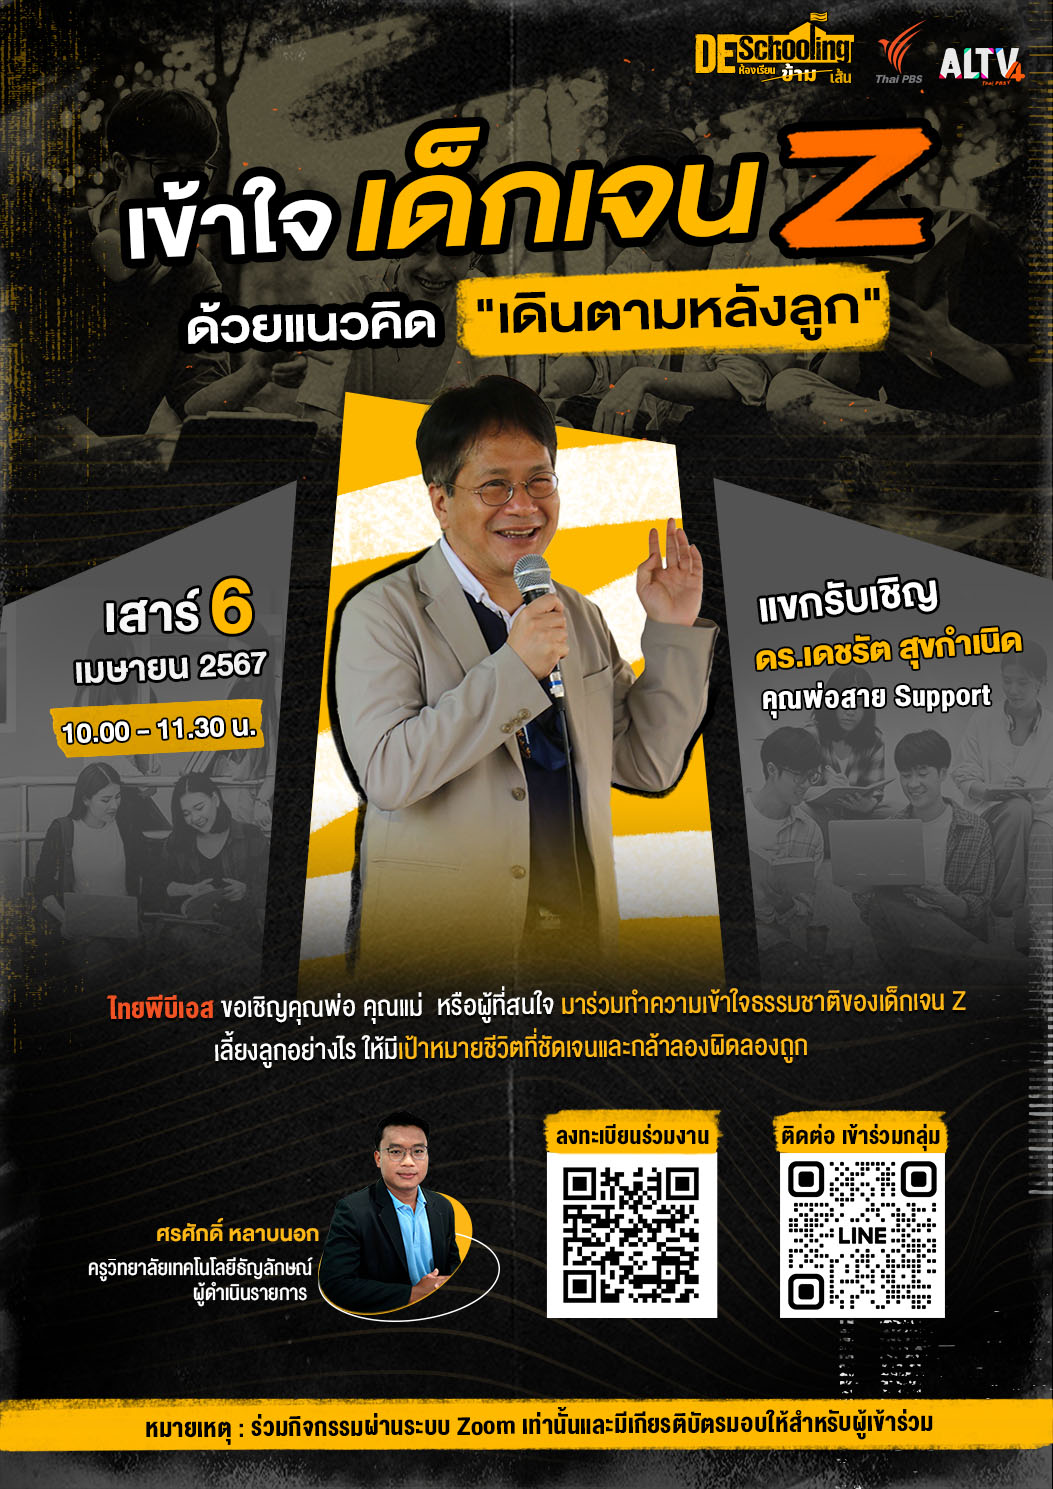 DESchooling
ห้องเรียน ข้าม เส้น
Thai PBS
ALTV4
Thai PBS
เข้าใจ เด็กเจน Z
ด้วยแนวคิด "เดินตามหลังลูก"
เสาร์ 6
เมษายน 2567
10.00 – 11.30 น.
แขกรับเชิญ
ดร.เดชรัต สุขกำเนิด
คุณพ่อสาย Support
ไทยพีบีเอส ขอเชิญคุณพ่อ คุณแม่ หรือผู้ที่สนใจ มาร่วมทำความเข้าใจธรรมชาติของเด็กเจน Z
เลี้ยงลูกอย่างไร ให้มีเป้าหมายชีวิตที่ชัดเจนและกล้าลองผิดลองถูก
ศรศักดิ์ หลาบนอก
ครูวิทยาลัยเทคโนโลยีธัญลักษณ์
ผู้ดำเนินรายการ
ลงทะเบียนร่วมงาน
ติดต่อ เข้าร่วมกลุ่ม
LINE
หมายเหตุ : ร่วมกิจกรรมผ่านระบบ Zoom เท่านั้นและมีเกียรติบัตรมอบให้สำหรับผู้เข้าร่วม